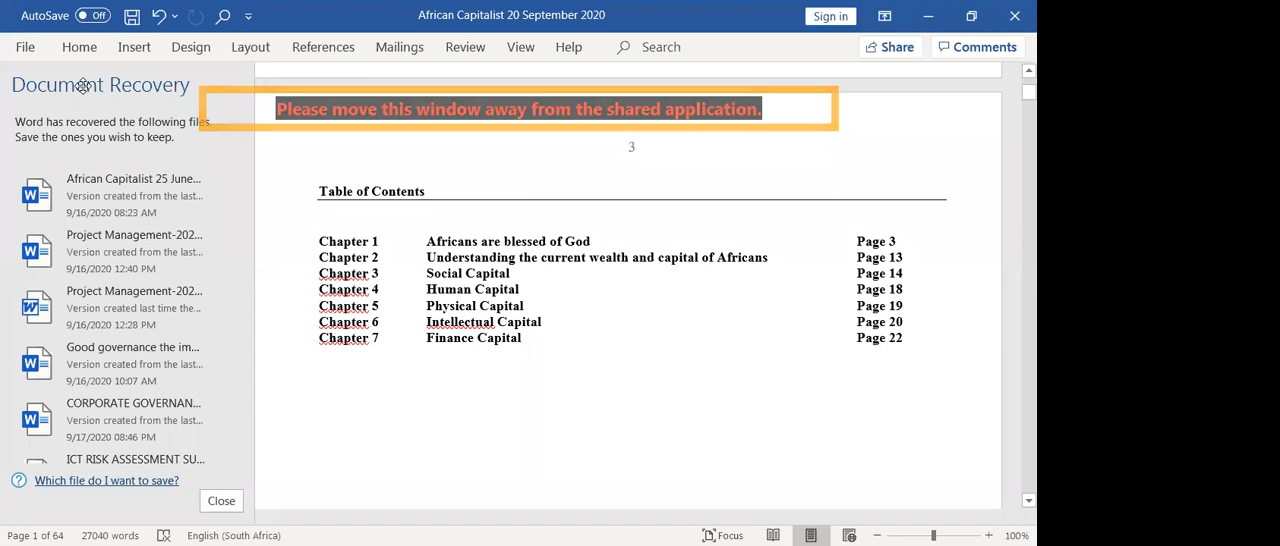 AutoSave Off African Capitalist 20 September 2020 Sign in
File Home Insert Design Layout References Mailings Review View Help Search Share Comments
Document Recovery
Word has recovered the following files.
Save the ones you wish to keep.
African Capitalist 25 June...
Version created from the last...
9/16/2020 08:23 AM
Project Management-202...
Version created from the last...
9/16/2020 12:40 PM
Project Management-202...
Version created last time the...
9/16/2020 12:28 PM
Good governance the im...
Version created from the last...
9/16/2020 10:07 AM
CORPORATE GOVERNAN...
Version created from the last...
9/17/2020 08:46 PM
ICT RISK ASSESSMENT SU...
Which file do I want to save?
Close
Please move this window away from the shared application.
3
Table of Contents
Chapter 1 Africans are blessed of God Page 3
Chapter 2 Understanding the current wealth and capital of Africans Page 13
Chapter 3 Social Capital Page 14
Chapter 4 Human Capital Page 18
Chapter 5 Physical Capital Page 19
Chapter 6 Intellectual Capital Page 20
Chapter 7 Finance Capital Page 22
Page 1 of 64 27040 words English (South Africa) Focus 100%